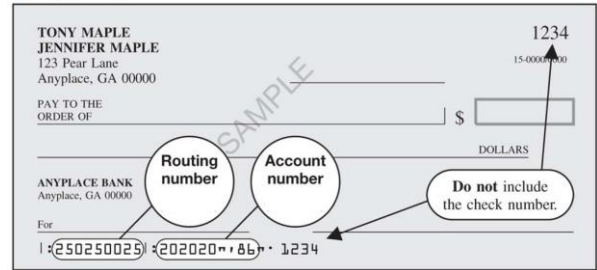 TONY MAPLE
JENNIFER MAPLE
123 Pear Lane
Anyplace, GA 00000
1234
15-0000/0000
SAMPLE
PAY TO THE
ORDER OF
$
DOLLARS
Routing
number
Account
number
ANYPLACE BANK
Anyplace, GA 00000
Do not include
the check number.
For
|:250250025|:202020"'86"' 1234